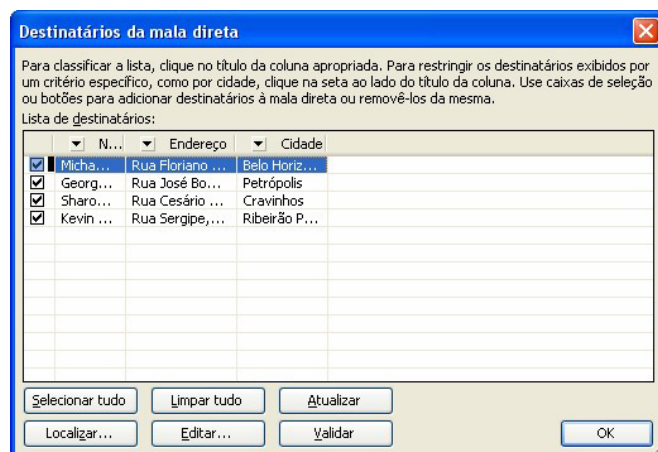 Destinatários da mala direta
Para classificar a lista, clique no título da coluna apropriada. Para restringir os destinatários exibidos por
um critério específico, como por cidade, clique na seta ao lado do título da coluna. Use caixas de seleção
ou botões para adicionar destinatários à mala direta ou removê-los da mesma.
Lista de destinatários:
N... Endereço Cidade
Micha... Rua Floriano ... Belo Horiz...
Georg... Rua José Bo... Petrópolis
Sharo... Rua Cesário ... Cravinhos
Kevin ... Rua Sergipe,... Ribeirão P...
Selecionar tudo Limpar tudo Atualizar
Localizar... Editar... Validar OK